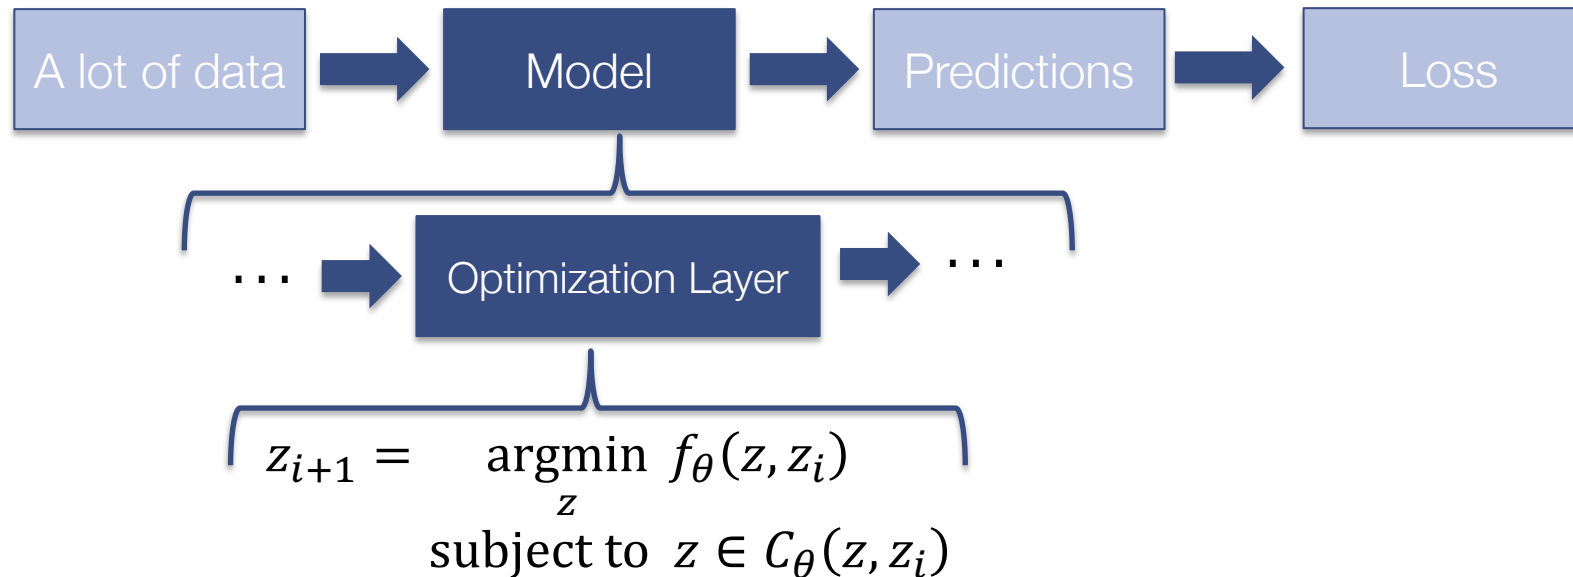 A lot of data
Model
Predictions
Loss
...
Optimization Layer
...
z_{i+1} = argmin f_θ(z, z_i)
z
subject to z ∈ C_θ(z, z_i)